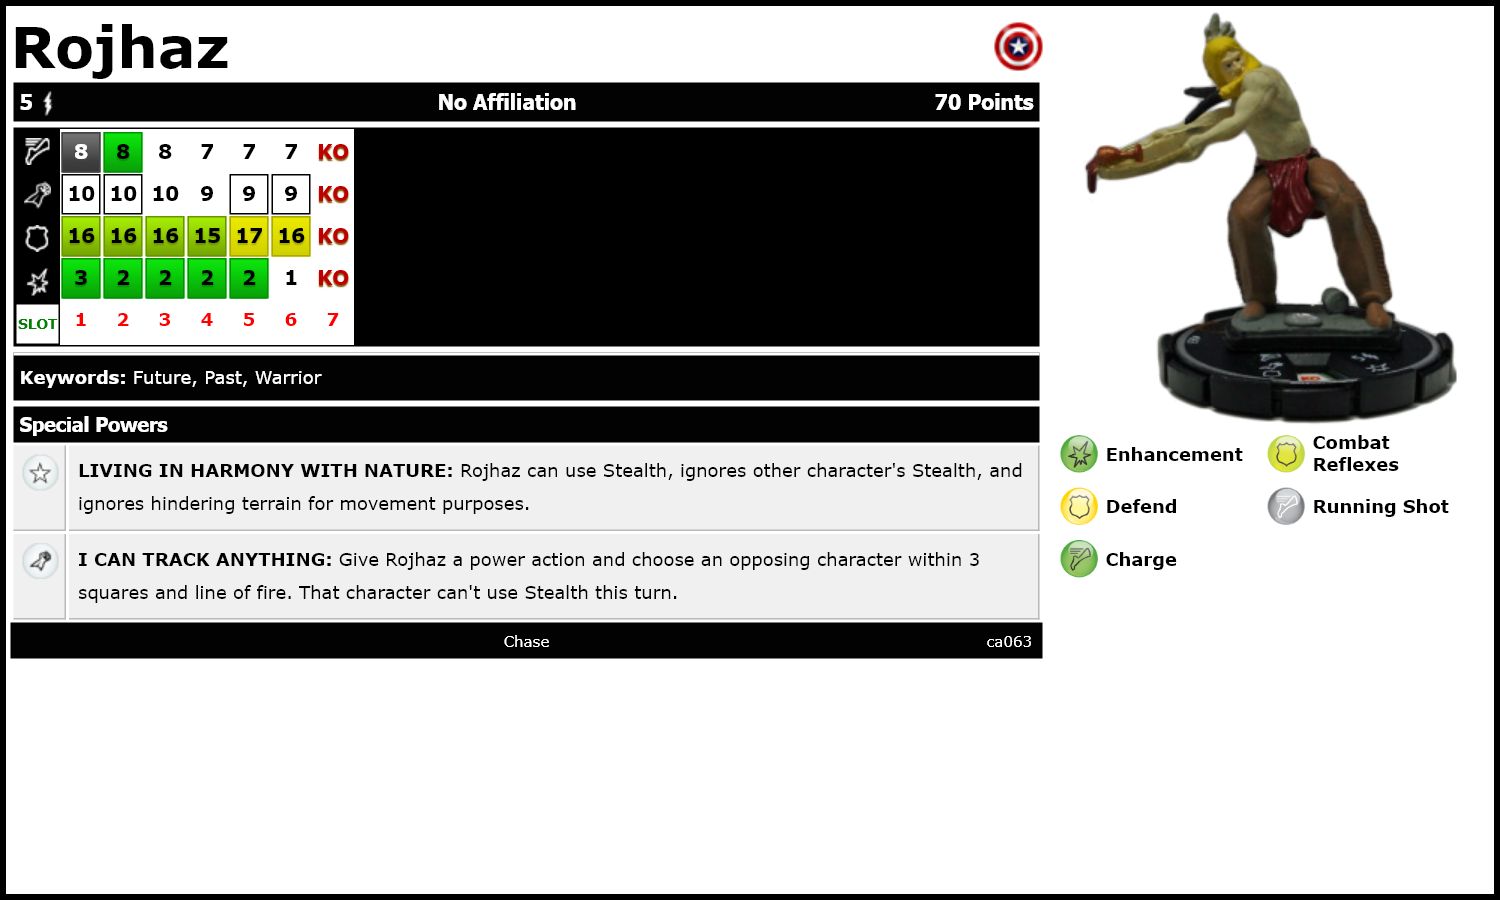 Rojhaz
5 No Affiliation 70 Points
8 8 8 7 7 7 KO
10 10 10 9 9 9 KO
16 16 16 15 17 16 KO
3 2 2 2 2 1 KO
SLOT 1 2 3 4 5 6 7
Keywords: Future, Past, Warrior
Special Powers
LIVING IN HARMONY WITH NATURE: Rojhaz can use Stealth, ignores other character's Stealth, and
ignores hindering terrain for movement purposes.
I CAN TRACK ANYTHING: Give Rojhaz a power action and choose an opposing character within 3
squares and line of fire. That character can't use Stealth this turn.
Chase ca063
Enhancement
Combat
Reflexes
Defend
Running Shot
Charge